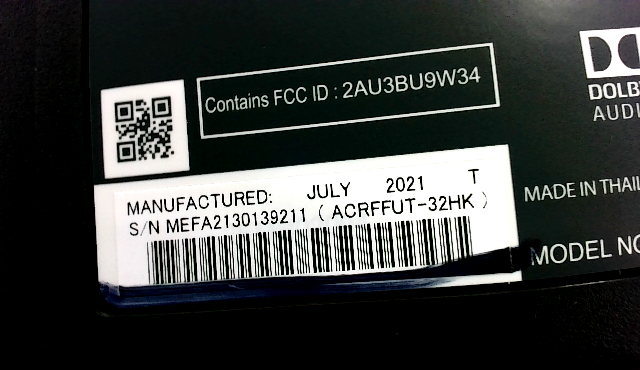 Contains FCC ID : 2AU3BU9W34
DOLB
AUDI
MANUFACTURED: JULY 2021 T
S/N MEFA2130139211 ( ACRFFUT-32HK )
MADE IN THAIL
MODEL NO